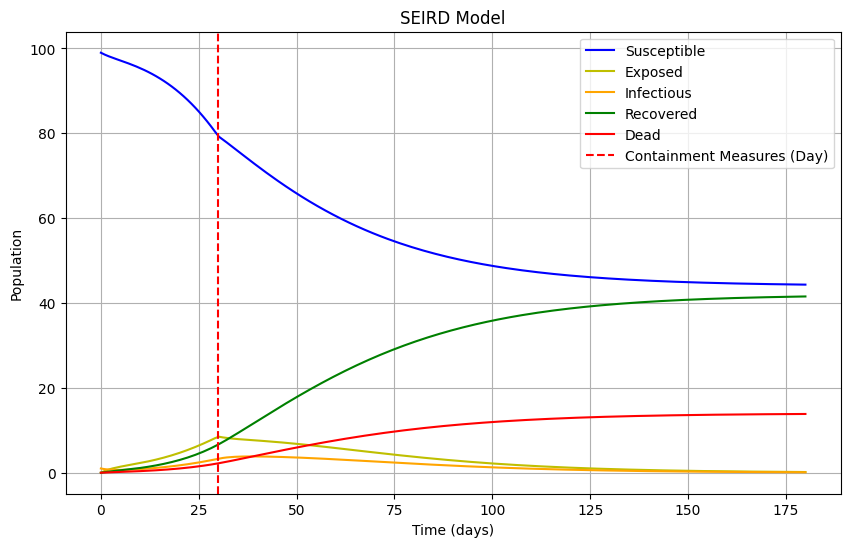 SEIRD Model
Susceptible
Exposed
Infectious
Recovered
Dead
Containment Measures (Day)
Population
100
80
60
40
20
0
0 25 50 75 100 125 150 175
Time (days)